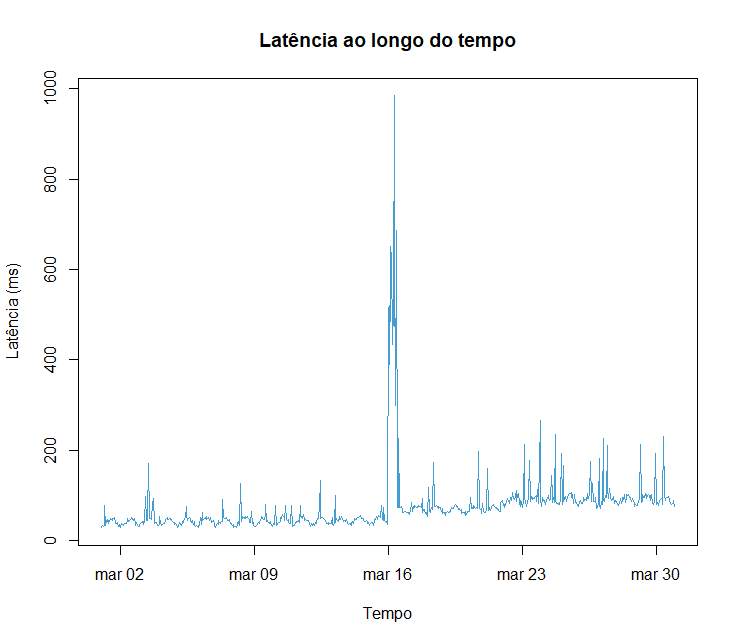 Latência ao longo do tempo
Latência (ms)
1000
800
600
400
200
0
mar 02 mar 09 mar 16 mar 23 mar 30
Tempo